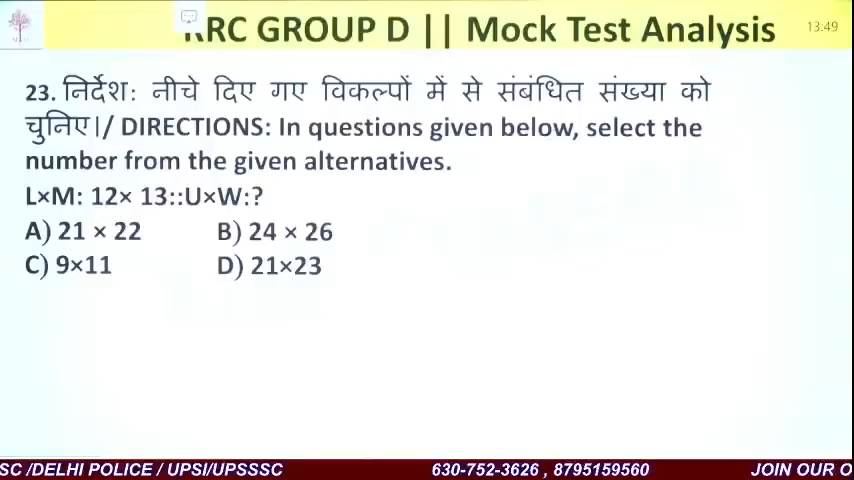 RRC GROUP D || Mock Test Analysis
13:49
23. निर्देश: नीचे दिए गए विकल्पों में से संबंधित संख्या को
चुनिए।/ DIRECTIONS: In questions given below, select the
number from the given alternatives.
L×M: 12× 13::U×W:?
A) 21 × 22 B) 24 × 26
C) 9×11 D) 21×23
SC /DELHI POLICE / UPSI/UPSSSC 630-752-3626 , 8795159560 JOIN OUR O